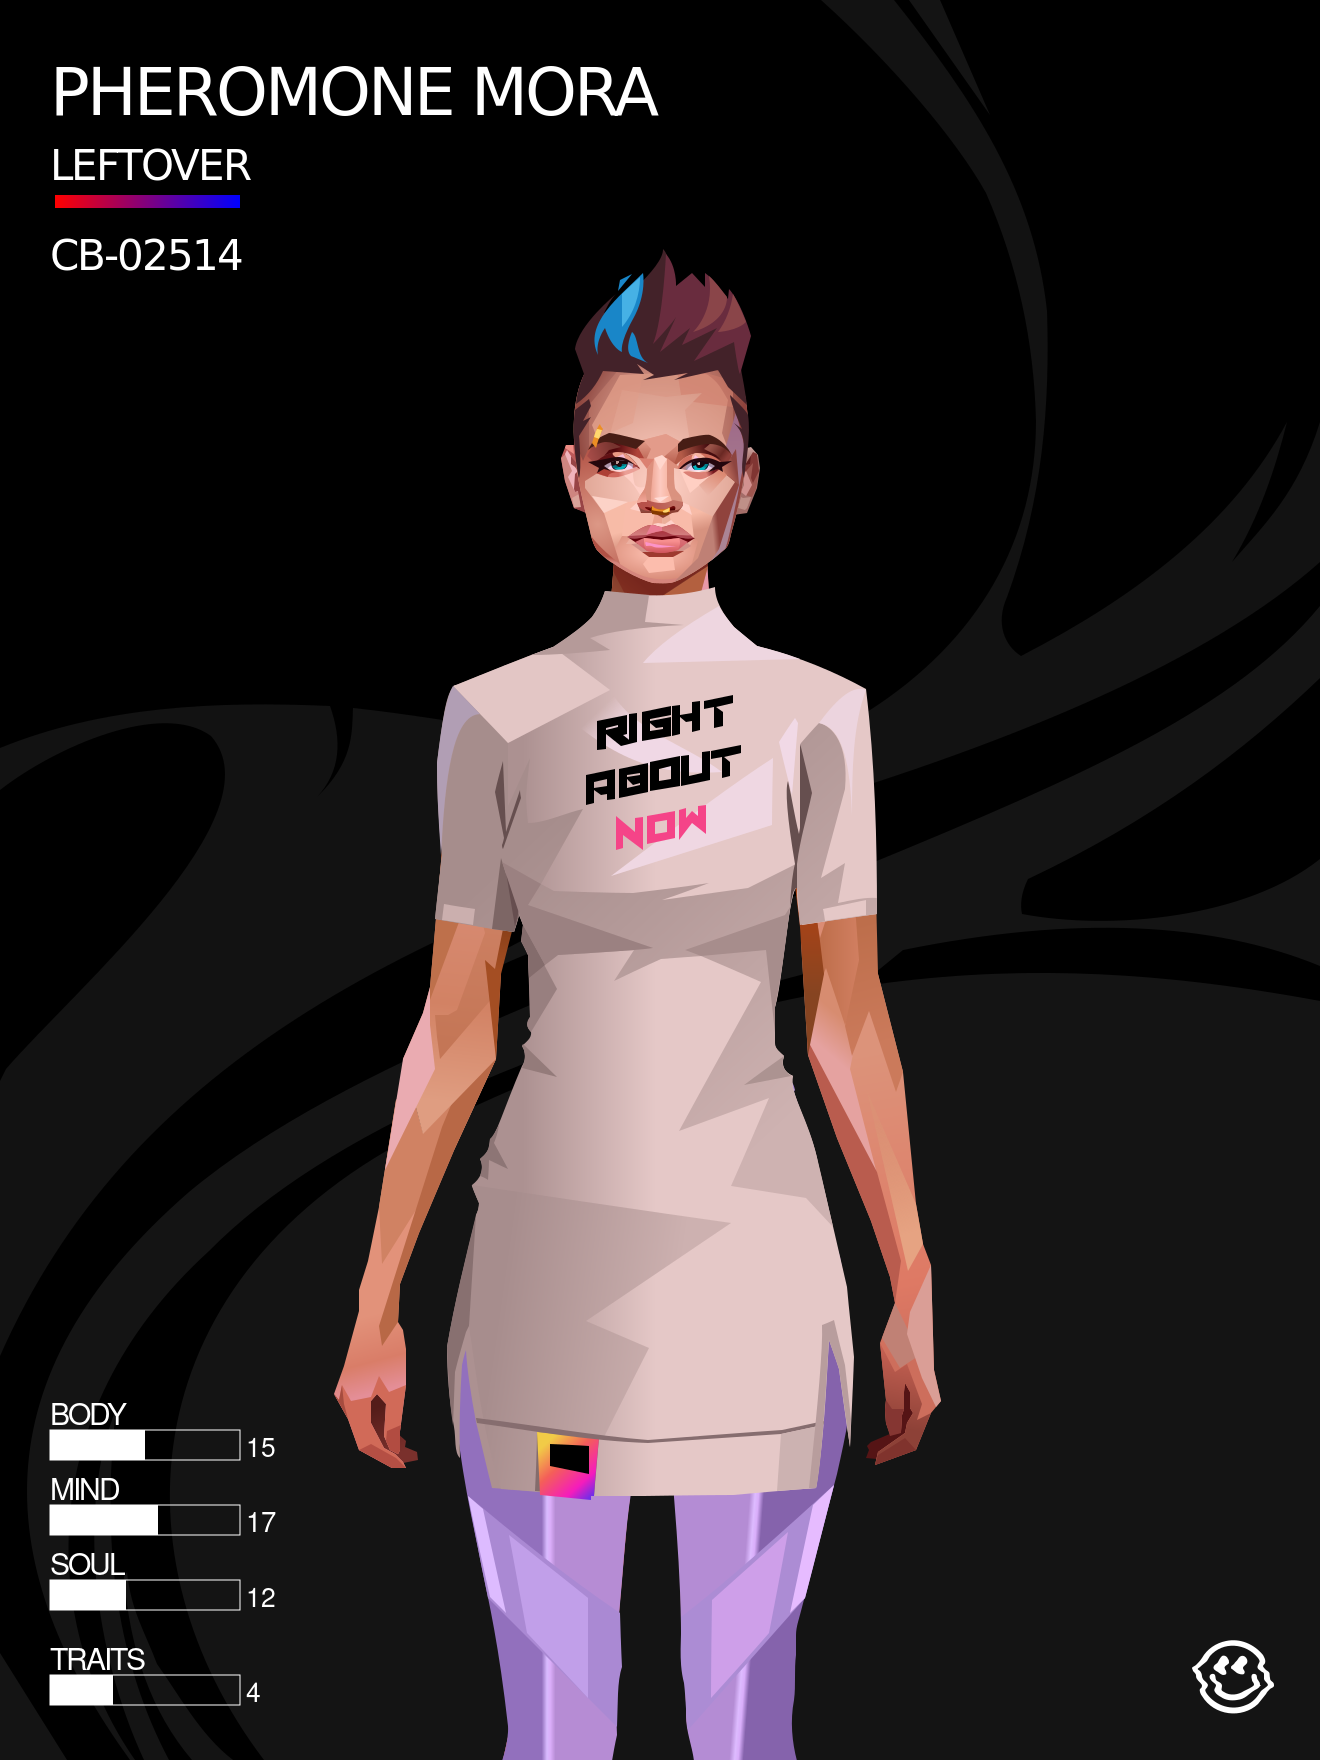 PHEROMONE MORA
LEFTOVER
CB-02514
RIGHT
ABOUT
NOW
BODY
15
MIND
17
SOUL
12
TRAITS
4